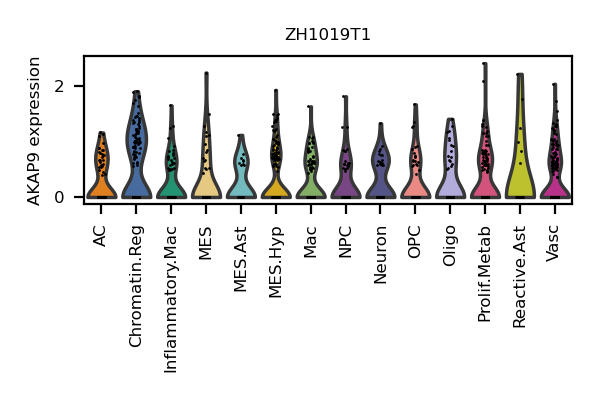 ZH1019T1
AKAP9 expression
2
0
AC
Chromatin.Reg
Inflammatory.Mac
MES
MES.Ast
MES.Hyp
Mac
NPC
Neuron
OPC
Oligo
Prolif.Metab
Reactive.Ast
Vasc